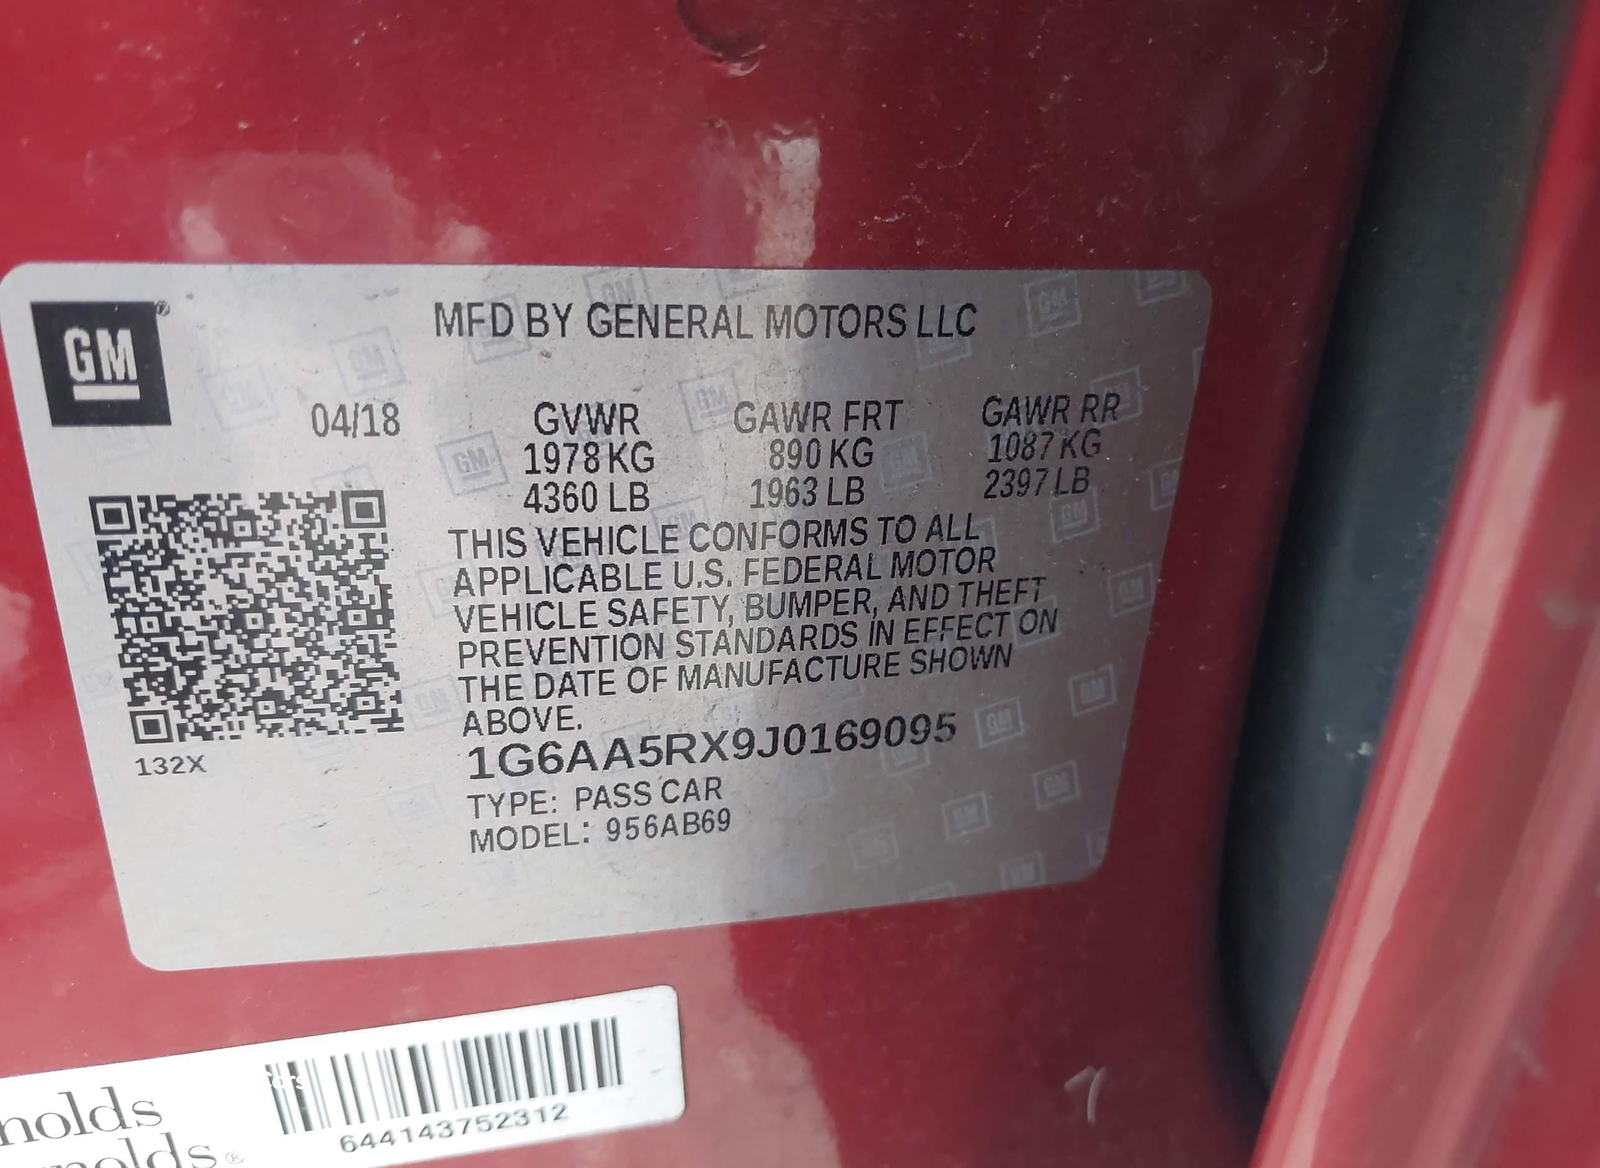 GM®
MFD BY GENERAL MOTORS LLC
04/18 GVWR GAWR FRT GAWR RR
1978 KG 890 KG 1087 KG
4360 LB 1963 LB 2397 LB
THIS VEHICLE CONFORMS TO ALL
APPLICABLE U.S. FEDERAL MOTOR
VEHICLE SAFETY, BUMPER, AND THEFT
PREVENTION STANDARDS IN EFFECT ON
THE DATE OF MANUFACTURE SHOWN
ABOVE.
132X
1G6AA5RX9J0169095
TYPE: PASS CAR
MODEL: 956AB69
nolds
nolds®
644143752312